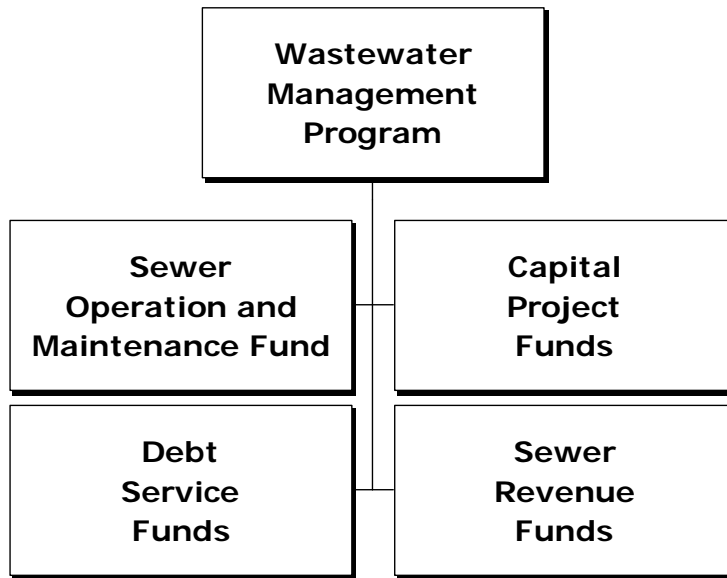 Wastewater
Management
Program
Sewer
Operation and
Maintenance Fund
Capital
Project
Funds
Debt
Service
Funds
Sewer
Revenue
Funds